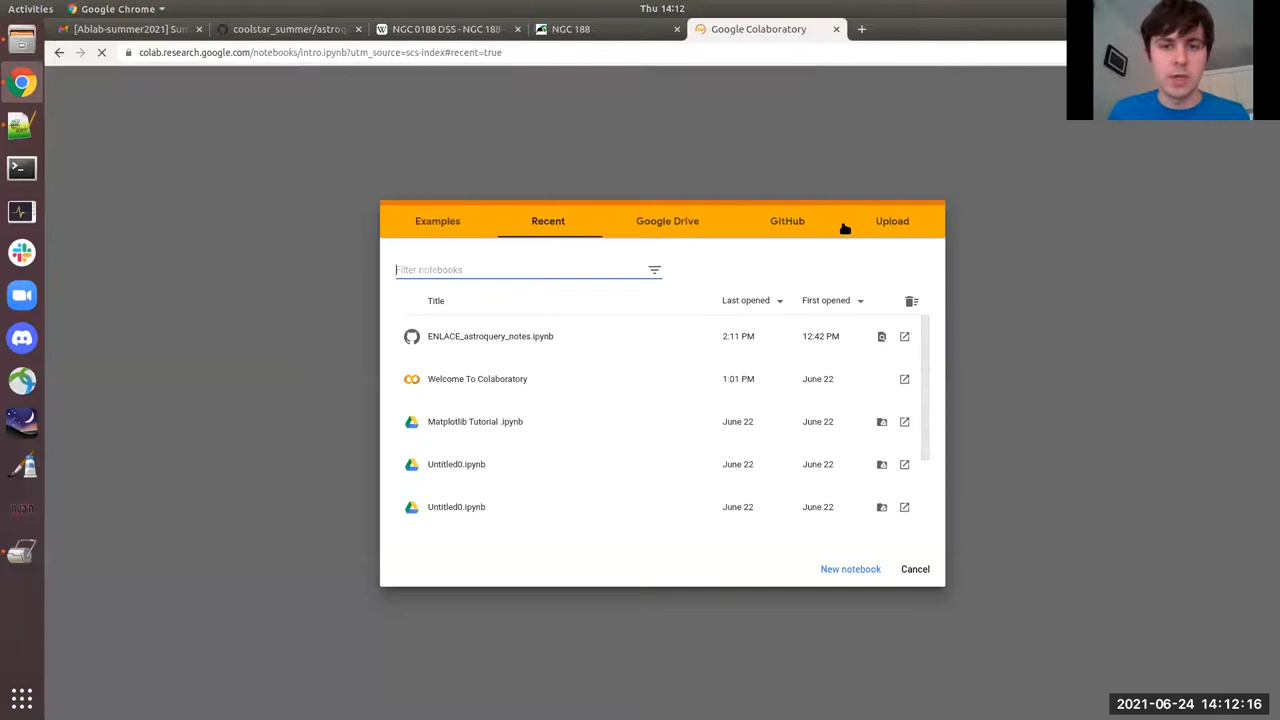 Activities
Google Chrome
Thu 14:12
[Ablab-summer2021] Sum
coolstar_summer/astroq
NGC 0188 DSS - NGC 188
NGC 188
Google Colaboratory
colab.research.google.com/notebooks/intro.ipynb?utm_source=scs-index#recent=true
Examples
Recent
Google Drive
GitHub
Upload
Filter notebooks
Title
Last opened
First opened
ENLACE_astroquery_notes.ipynb
2:11 PM
12:42 PM
Welcome To Colaboratory
1:01 PM
June 22
Matplotlib Tutorial .ipynb
June 22
June 22
Untitled0.ipynb
June 22
June 22
Untitled0.ipynb
June 22
June 22
New notebook
Cancel
2021-06-24 14:12:16